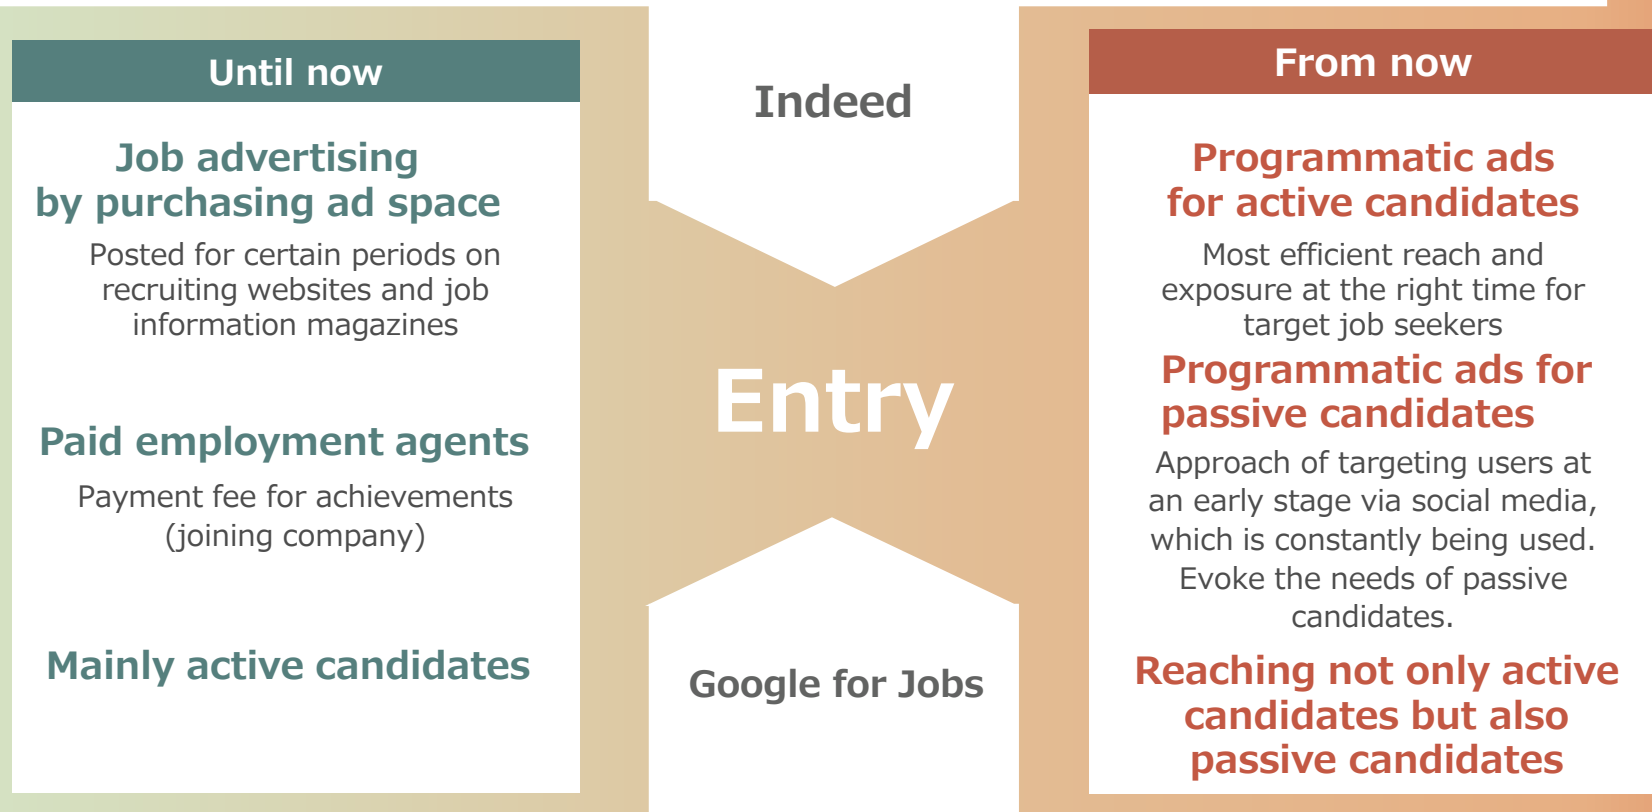 Until now
Job advertising
by purchasing ad space
Posted for certain periods on
recruiting websites and job
information magazines
Paid employment agents
Payment fee for achievements
(joining company)
Mainly active candidates
Indeed
Entry
Google for Jobs
From now
Programmatic ads
for active candidates
Most efficient reach and
exposure at the right time for
target job seekers
Programmatic ads for
passive candidates
Approach of targeting users at
an early stage via social media,
which is constantly being used.
Evoke the needs of passive
candidates.
Reaching not only active
candidates but also
passive candidates